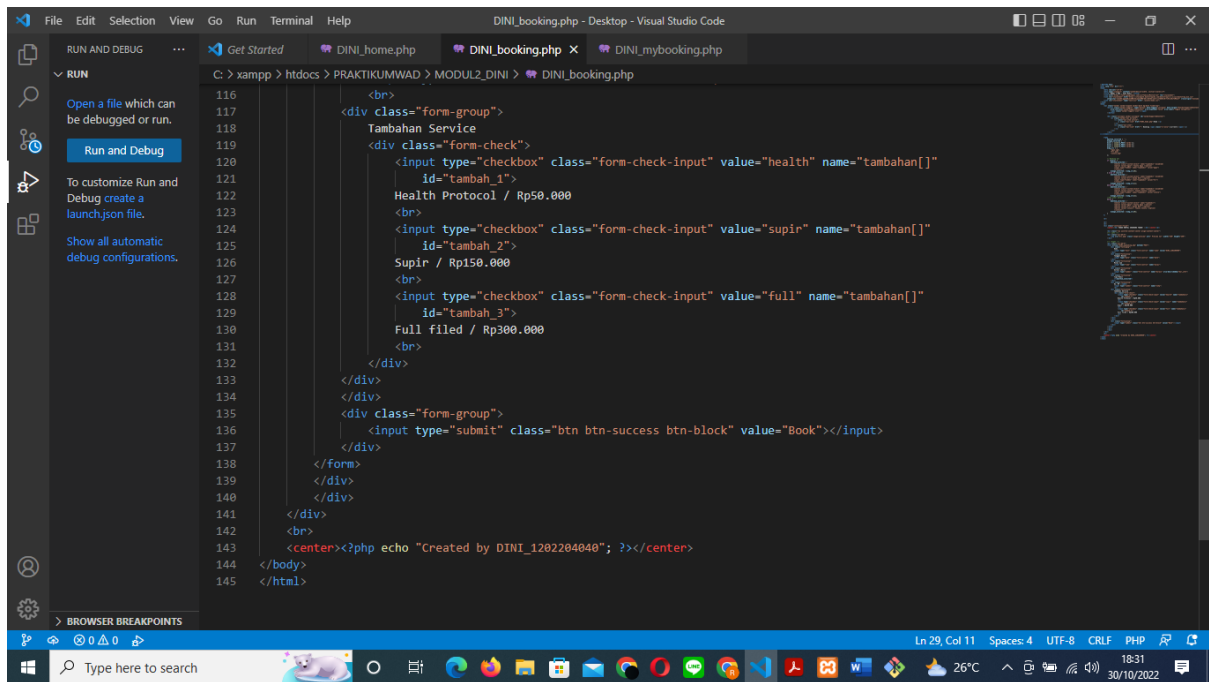 File Edit Selection View Go Run Terminal Help DINI_booking.php - Desktop - Visual Studio Code
RUN AND DEBUG ··· Get Started DINI_home.php DINI_booking.php DINI_mybooking.php
RUN
C: > xampp > htdocs > PRAKTIKUMWAD > MODUL2_DINI > DINI_booking.php
Open a file which can
be debugged or run.
Run and Debug
To customize Run and
Debug create a
launch.json file.
Show all automatic
debug configurations.
116 <br>
117 <div class="form-group">
118 Tambahan Service
119 <div class="form-check">
120 <input type="checkbox" class="form-check-input" value="health" name="tambahan[]"
121 id="tambah_1">
122 Health Protocol / Rp50.000
123 <br>
124 <input type="checkbox" class="form-check-input" value="supir" name="tambahan[]"
125 id="tambah_2">
126 Supir / Rp150.000
127 <br>
128 <input type="checkbox" class="form-check-input" value="full" name="tambahan[]"
129 id="tambah_3">
130 Full filed / Rp300.000
131 <br>
132 </div>
133 </div>
134 </div>
135 <div class="form-group">
136 <input type="submit" class="btn btn-success btn-block" value="Book"></input>
137 </div>
138 </form>
139 </div>
140 </div>
141 </div>
142 <br>
143 <center><?php echo "Created by DINI_1202204040"; ?></center>
144 </body>
145 </html>
BROWSER BREAKPOINTS
0 0 Ln 29, Col 11 Spaces: 4 UTF-8 CRLF PHP
Type here to search 26°C 18:31
30/10/2022